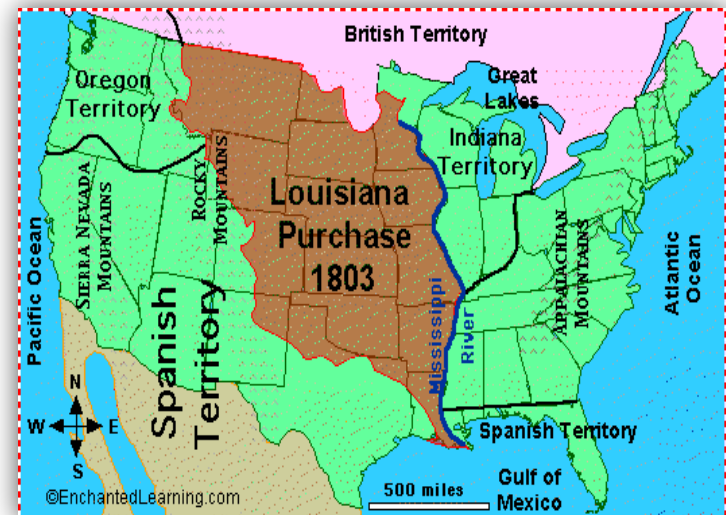 British Territory
Oregon
Territory
Great
Lakes
Indiana
Territory
ROCKY
MOUNTAINS
SIERRA NEVADA
MOUNTAINS
Louisiana
Purchase
1803
APPALACHIAN
MOUNTAINS
Pacific Ocean
Atlantic
Ocean
Spanish
Territory
Mississippi
River
N
W E
S
Spanish Territory
Gulf of
Mexico
500 miles
©EnchantedLearning.com